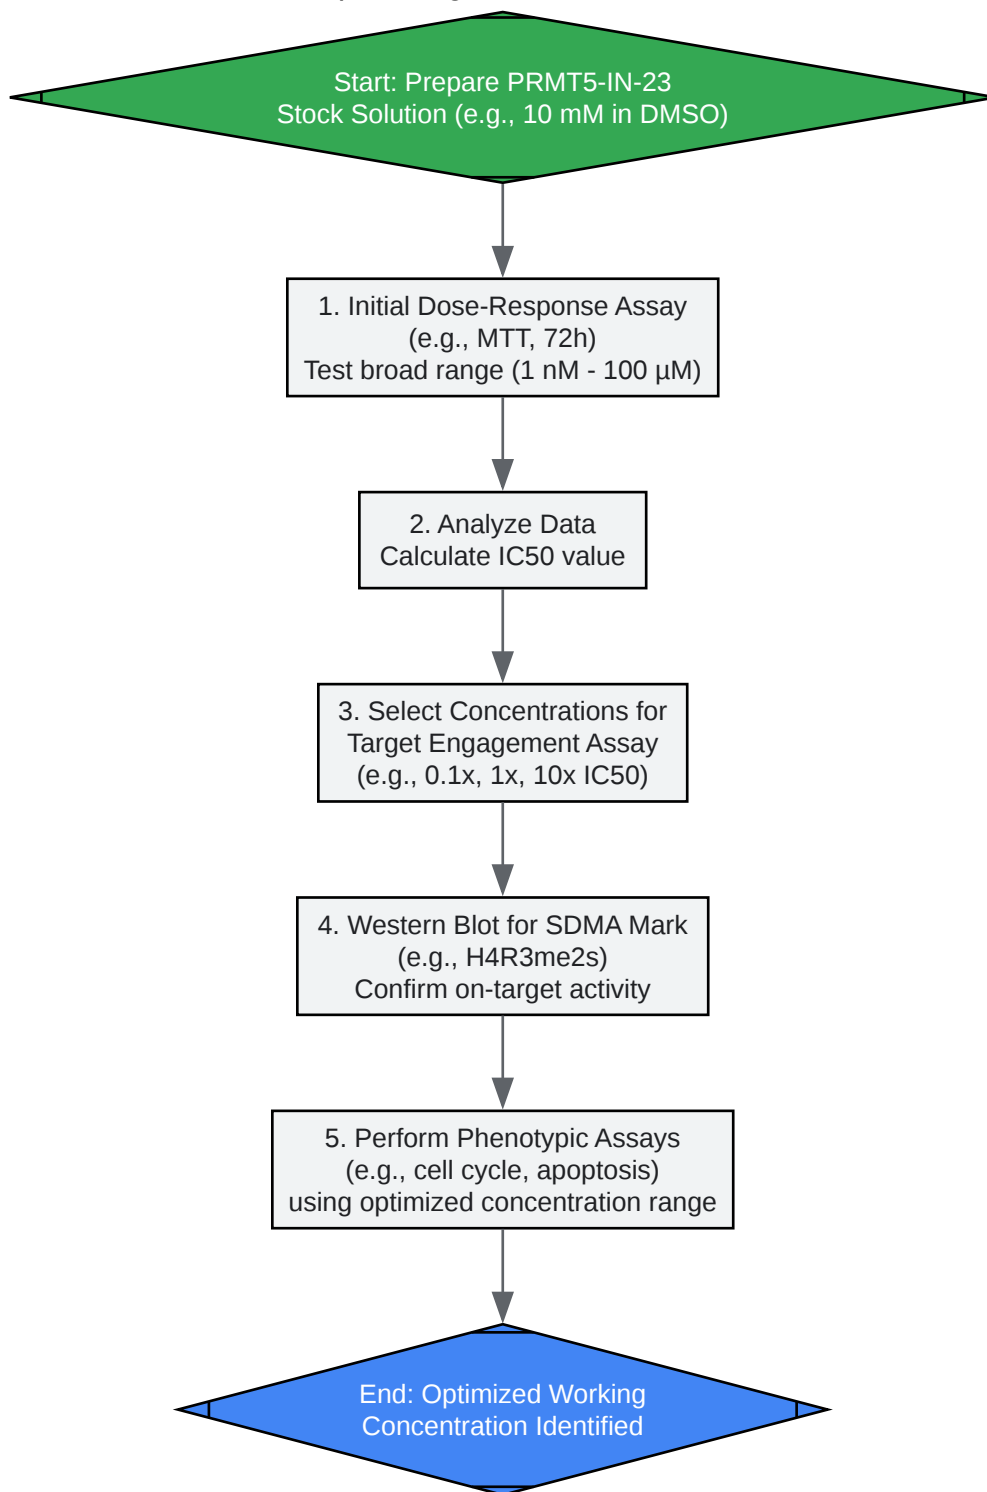 Start: Prepare PRMT5-IN-23
Stock Solution (e.g., 10 mM in DMSO)
1. Initial Dose-Response Assay
(e.g., MTT, 72h)
Test broad range (1 nM - 100 µM)
2. Analyze Data
Calculate IC50 value
3. Select Concentrations for
Target Engagement Assay
(e.g., 0.1x, 1x, 10x IC50)
4. Western Blot for SDMA Mark
(e.g., H4R3me2s)
Confirm on-target activity
5. Perform Phenotypic Assays
(e.g., cell cycle, apoptosis)
using optimized concentration range
End: Optimized Working
Concentration Identified